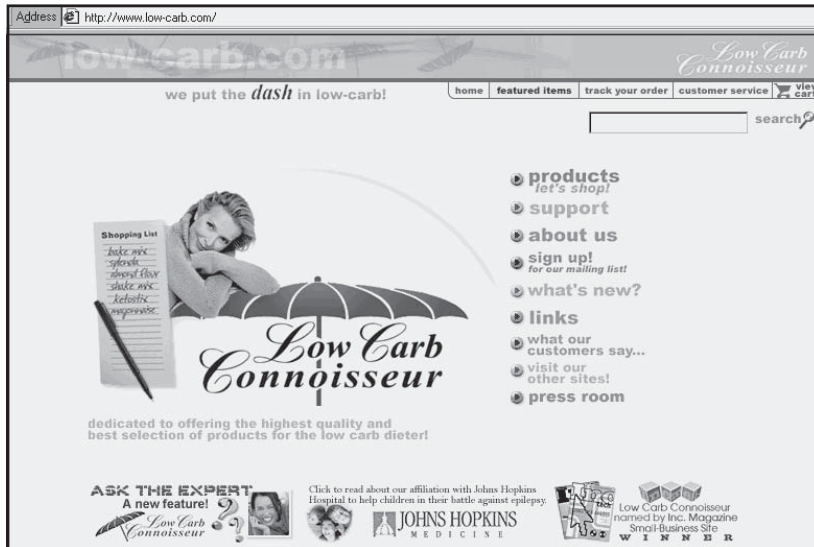 Address http://www.low-carb.com/
low-carb.com
Low Carb
Connoisseur
we put the dash in low-carb!
home featured items track your order customer service view
cart
search
products
let's shop!
support
about us
sign up!
for our mailing list!
what's new?
links
what our
customers say...
visit our
other sites!
press room
Shopping List
bake mix
splenda
almond flour
shake mix
ketostix
mayonnaise
Low Carb
Connoisseur
dedicated to offering the highest quality and
best selection of products for the low carb dieter!
ASK THE EXPERT
A new feature!
??
Low Carb
Connoisseur
Click to read about our affiliation with Johns Hopkins
Hospital to help children in their battle against epilepsy.
JOHNS HOPKINS
MEDICINE
Low Carb Connoisseur
named by Inc. Magazine
Small-Business Site
WINNER